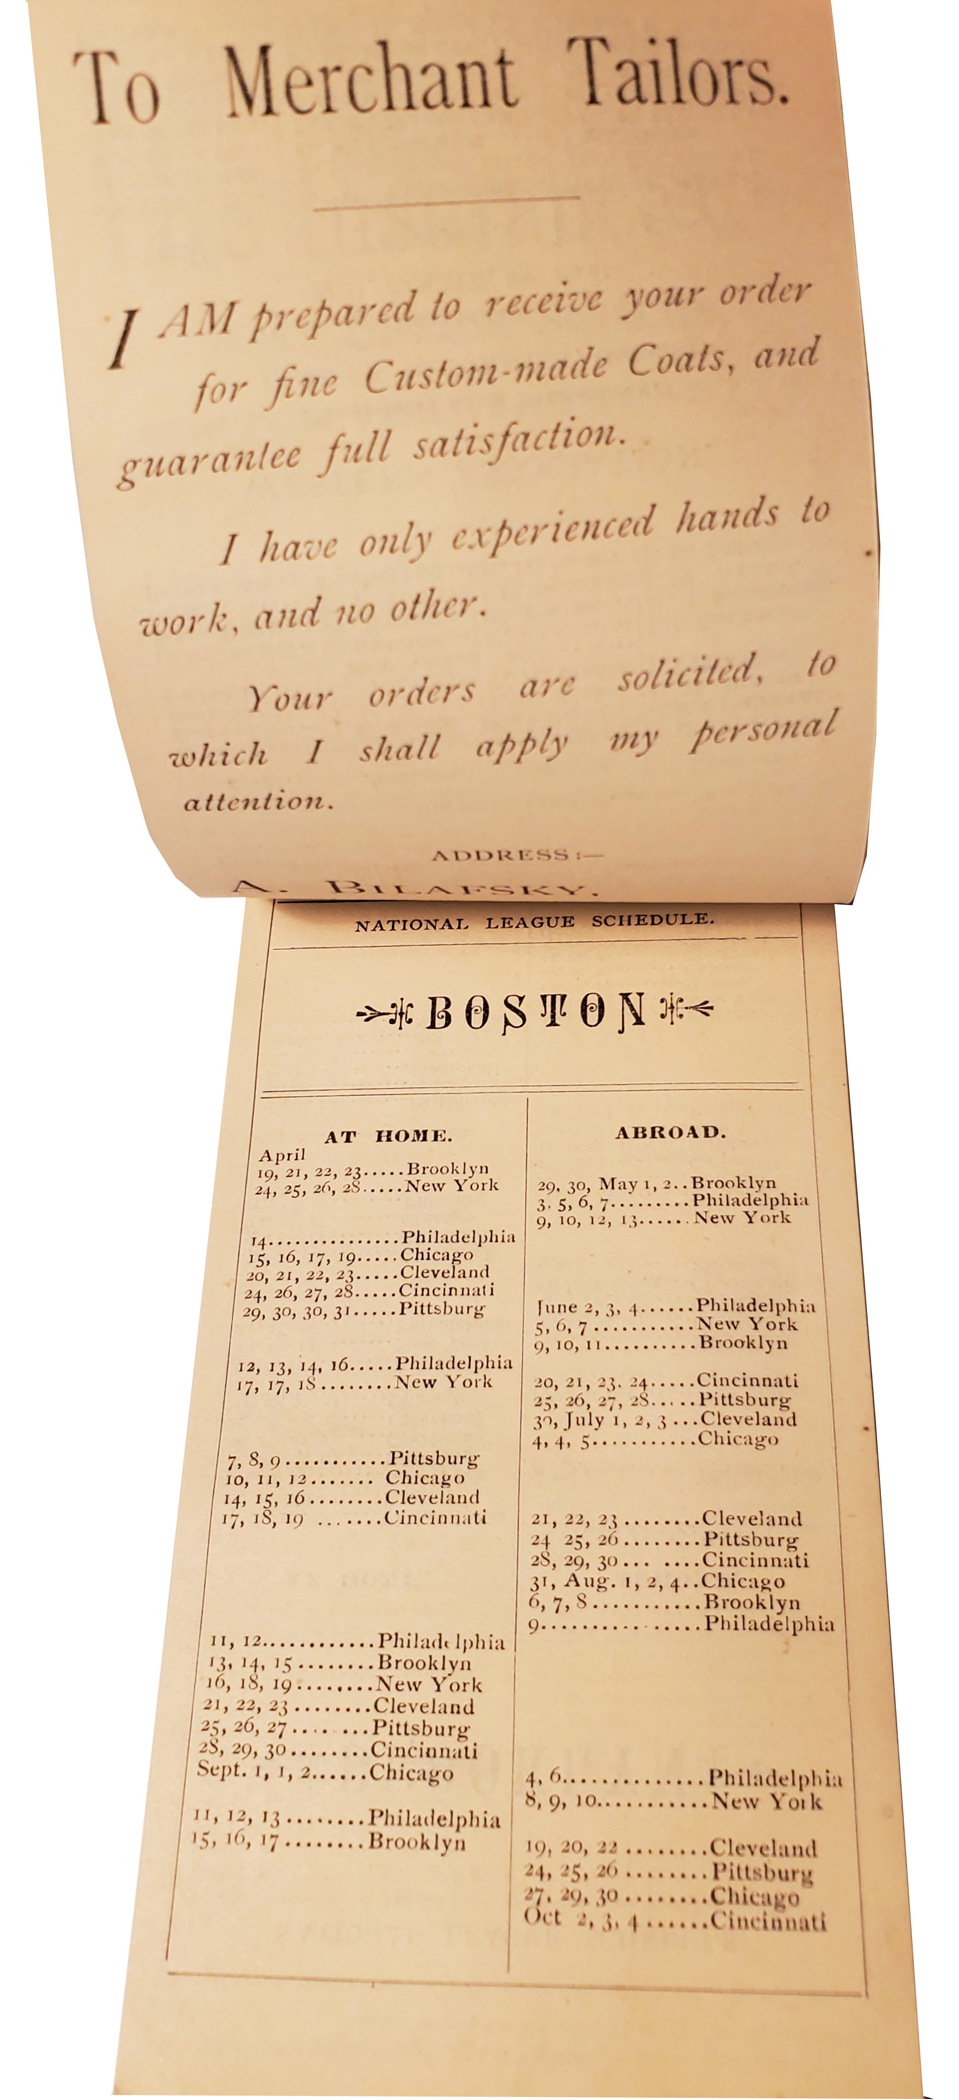 To Merchant Tailors.
I AM prepared to receive your order
for fine Custom-made Coats, and
guarantee full satisfaction.
I have only experienced hands to
work, and no other.
Your orders are solicited, to
which I shall apply my personal
attention.
ADDRESS:—
A. BILAFSKY.
NATIONAL LEAGUE SCHEDULE.
BOSTON
AT HOME.
April
19, 21, 22, 23.....Brooklyn
24, 25, 26, 28.....New York
14...............Philadelphia
15, 16, 17, 19.....Chicago
20, 21, 22, 23.....Cleveland
24, 26, 27, 28.....Cincinnati
29, 30, 30, 31.....Pittsburg
12, 13, 14, 16.....Philadelphia
17, 17, 18........New York
7, 8, 9...........Pittsburg
10, 11, 12....... Chicago
14, 15, 16........Cleveland
17, 18, 19 ... ....Cincinnati
11, 12............Philadelphia
13, 14, 15........Brooklyn
16, 18, 19........New York
21, 22, 23........Cleveland
25, 26, 27.... ...Pittsburg
28, 29, 30........Cincinnati
Sept. 1, 1, 2......Chicago
11, 12, 13........Philadelphia
15, 16, 17........Brooklyn
ABROAD.
29, 30, May 1, 2..Brooklyn
3, 5, 6, 7.........Philadelphia
9, 10, 12, 13......New York
June 2, 3, 4......Philadelphia
5, 6, 7...........New York
9, 10, 11..........Brooklyn
20, 21, 23. 24.....Cincinnati
25, 26, 27, 28.....Pittsburg
30, July 1, 2, 3...Cleveland
4, 4, 5...........Chicago
21, 22, 23........Cleveland
24 25, 26........Pittsburg
28, 29, 30... ....Cincinnati
31, Aug. 1, 2, 4..Chicago
6, 7, 8...........Brooklyn
9.................Philadelphia
4, 6..............Philadelphia
8, 9, 10...........New York
19, 20, 22........Cleveland
24, 25, 26........Pittsburg
27, 29, 30........Chicago
Oct 2, 3, 4......Cincinnati